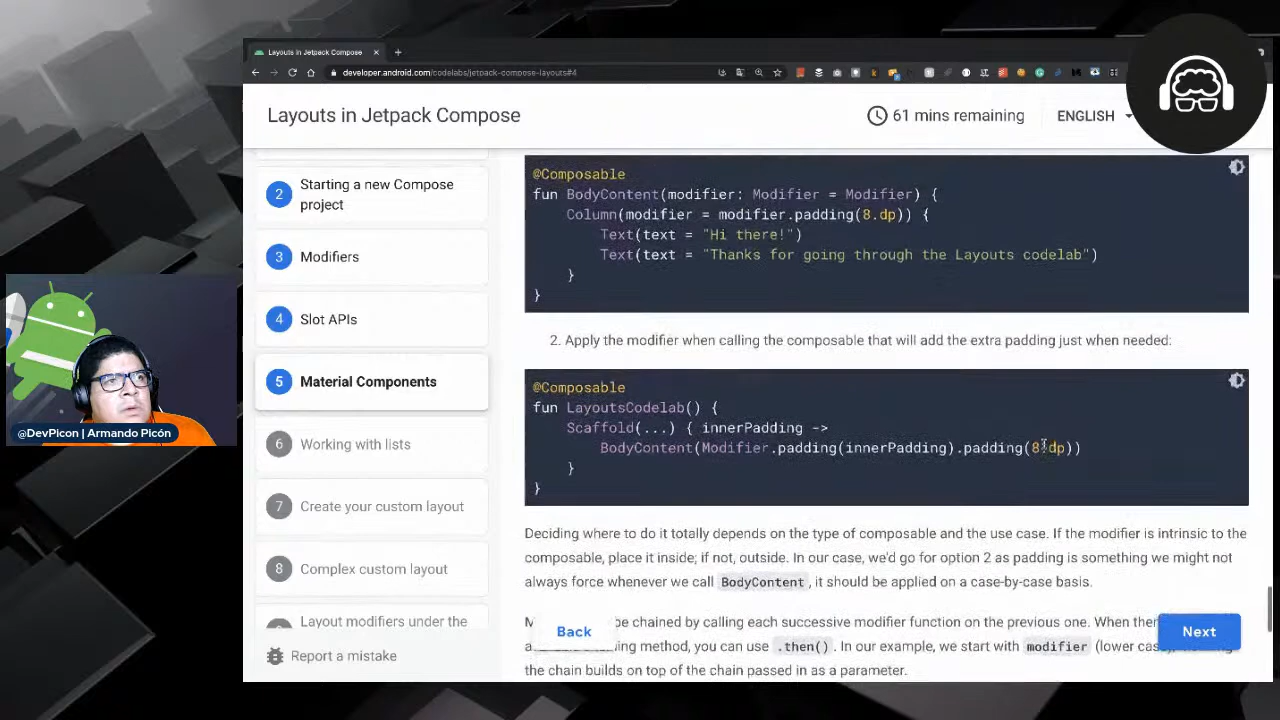 Layouts in Jetpack Compose
developer.android.com/codelabs/jetpack-compose-layouts#4
Layouts in Jetpack Compose
61 mins remaining
ENGLISH
2
Starting a new Compose
project
3
Modifiers
4
Slot APIs
5
Material Components
6
Working with lists
7
Create your custom layout
8
Complex custom layout
Layout modifiers under the
Report a mistake
@Composable
fun BodyContent(modifier: Modifier = Modifier) {
Column(modifier = modifier.padding(8.dp)) {
Text(text = "Hi there!")
Text(text = "Thanks for going through the Layouts codelab")
}
}
2. Apply the modifier when calling the composable that will add the extra padding just when needed:
@Composable
fun LayoutsCodelab() {
Scaffold(...) { innerPadding ->
BodyContent(Modifier.padding(innerPadding).padding(8.dp))
}
}
Deciding where to do it totally depends on the type of composable and the use case. If the modifier is intrinsic to the
composable, place it inside; if not, outside. In our case, we'd go for option 2 as padding is something we might not
always force whenever we call BodyContent, it should be applied on a case-by-case basis.
be chained by calling each successive modifier function on the previous one. When
method, you can use .then(). In our example, we start with modifier (lower
the chain builds on top of the chain passed in as a parameter.
Back
Next
@DevPicon | Armando Picón